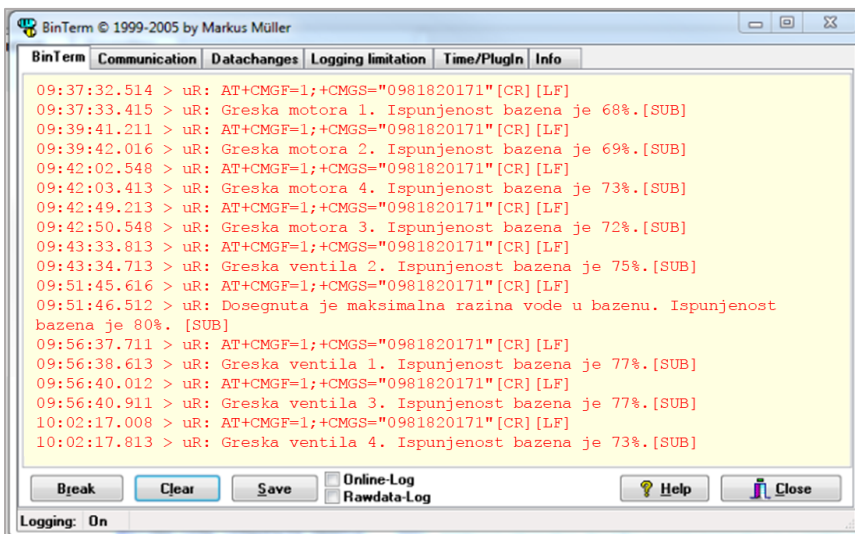 BinTerm © 1999-2005 by Markus Müller
BinTerm Communication Datachanges Logging limitation Time/PlugIn Info
09:37:32.514 > uR: AT+CMGF=1;+CMGS="0981820171"[CR][LF]
09:37:33.415 > uR: Greska motora 1. Ispunjenost bazena je 68%.[SUB]
09:39:41.211 > uR: AT+CMGF=1;+CMGS="0981820171"[CR][LF]
09:39:42.016 > uR: Greska motora 2. Ispunjenost bazena je 69%.[SUB]
09:42:02.548 > uR: AT+CMGF=1;+CMGS="0981820171"[CR][LF]
09:42:03.413 > uR: Greska motora 4. Ispunjenost bazena je 73%.[SUB]
09:42:49.213 > uR: AT+CMGF=1;+CMGS="0981820171"[CR][LF]
09:42:50.548 > uR: Greska motora 3. Ispunjenost bazena je 72%.[SUB]
09:43:33.813 > uR: AT+CMGF=1;+CMGS="0981820171"[CR][LF]
09:43:34.713 > uR: Greska ventila 2. Ispunjenost bazena je 75%.[SUB]
09:51:45.616 > uR: AT+CMGF=1;+CMGS="0981820171"[CR][LF]
09:51:46.512 > uR: Dosegnuta je maksimalna razina vode u bazenu. Ispunjenost
bazena je 80%. [SUB]
09:56:37.711 > uR: AT+CMGF=1;+CMGS="0981820171"[CR][LF]
09:56:38.613 > uR: Greska ventila 1. Ispunjenost bazena je 77%.[SUB]
09:56:40.012 > uR: AT+CMGF=1;+CMGS="0981820171"[CR][LF]
09:56:40.911 > uR: Greska ventila 3. Ispunjenost bazena je 77%.[SUB]
10:02:17.008 > uR: AT+CMGF=1;+CMGS="0981820171"[CR][LF]
10:02:17.813 > uR: Greska ventila 4. Ispunjenost bazena je 73%.[SUB]
Break Clear Save Online-Log Help Close
Rawdata-Log
Logging: On